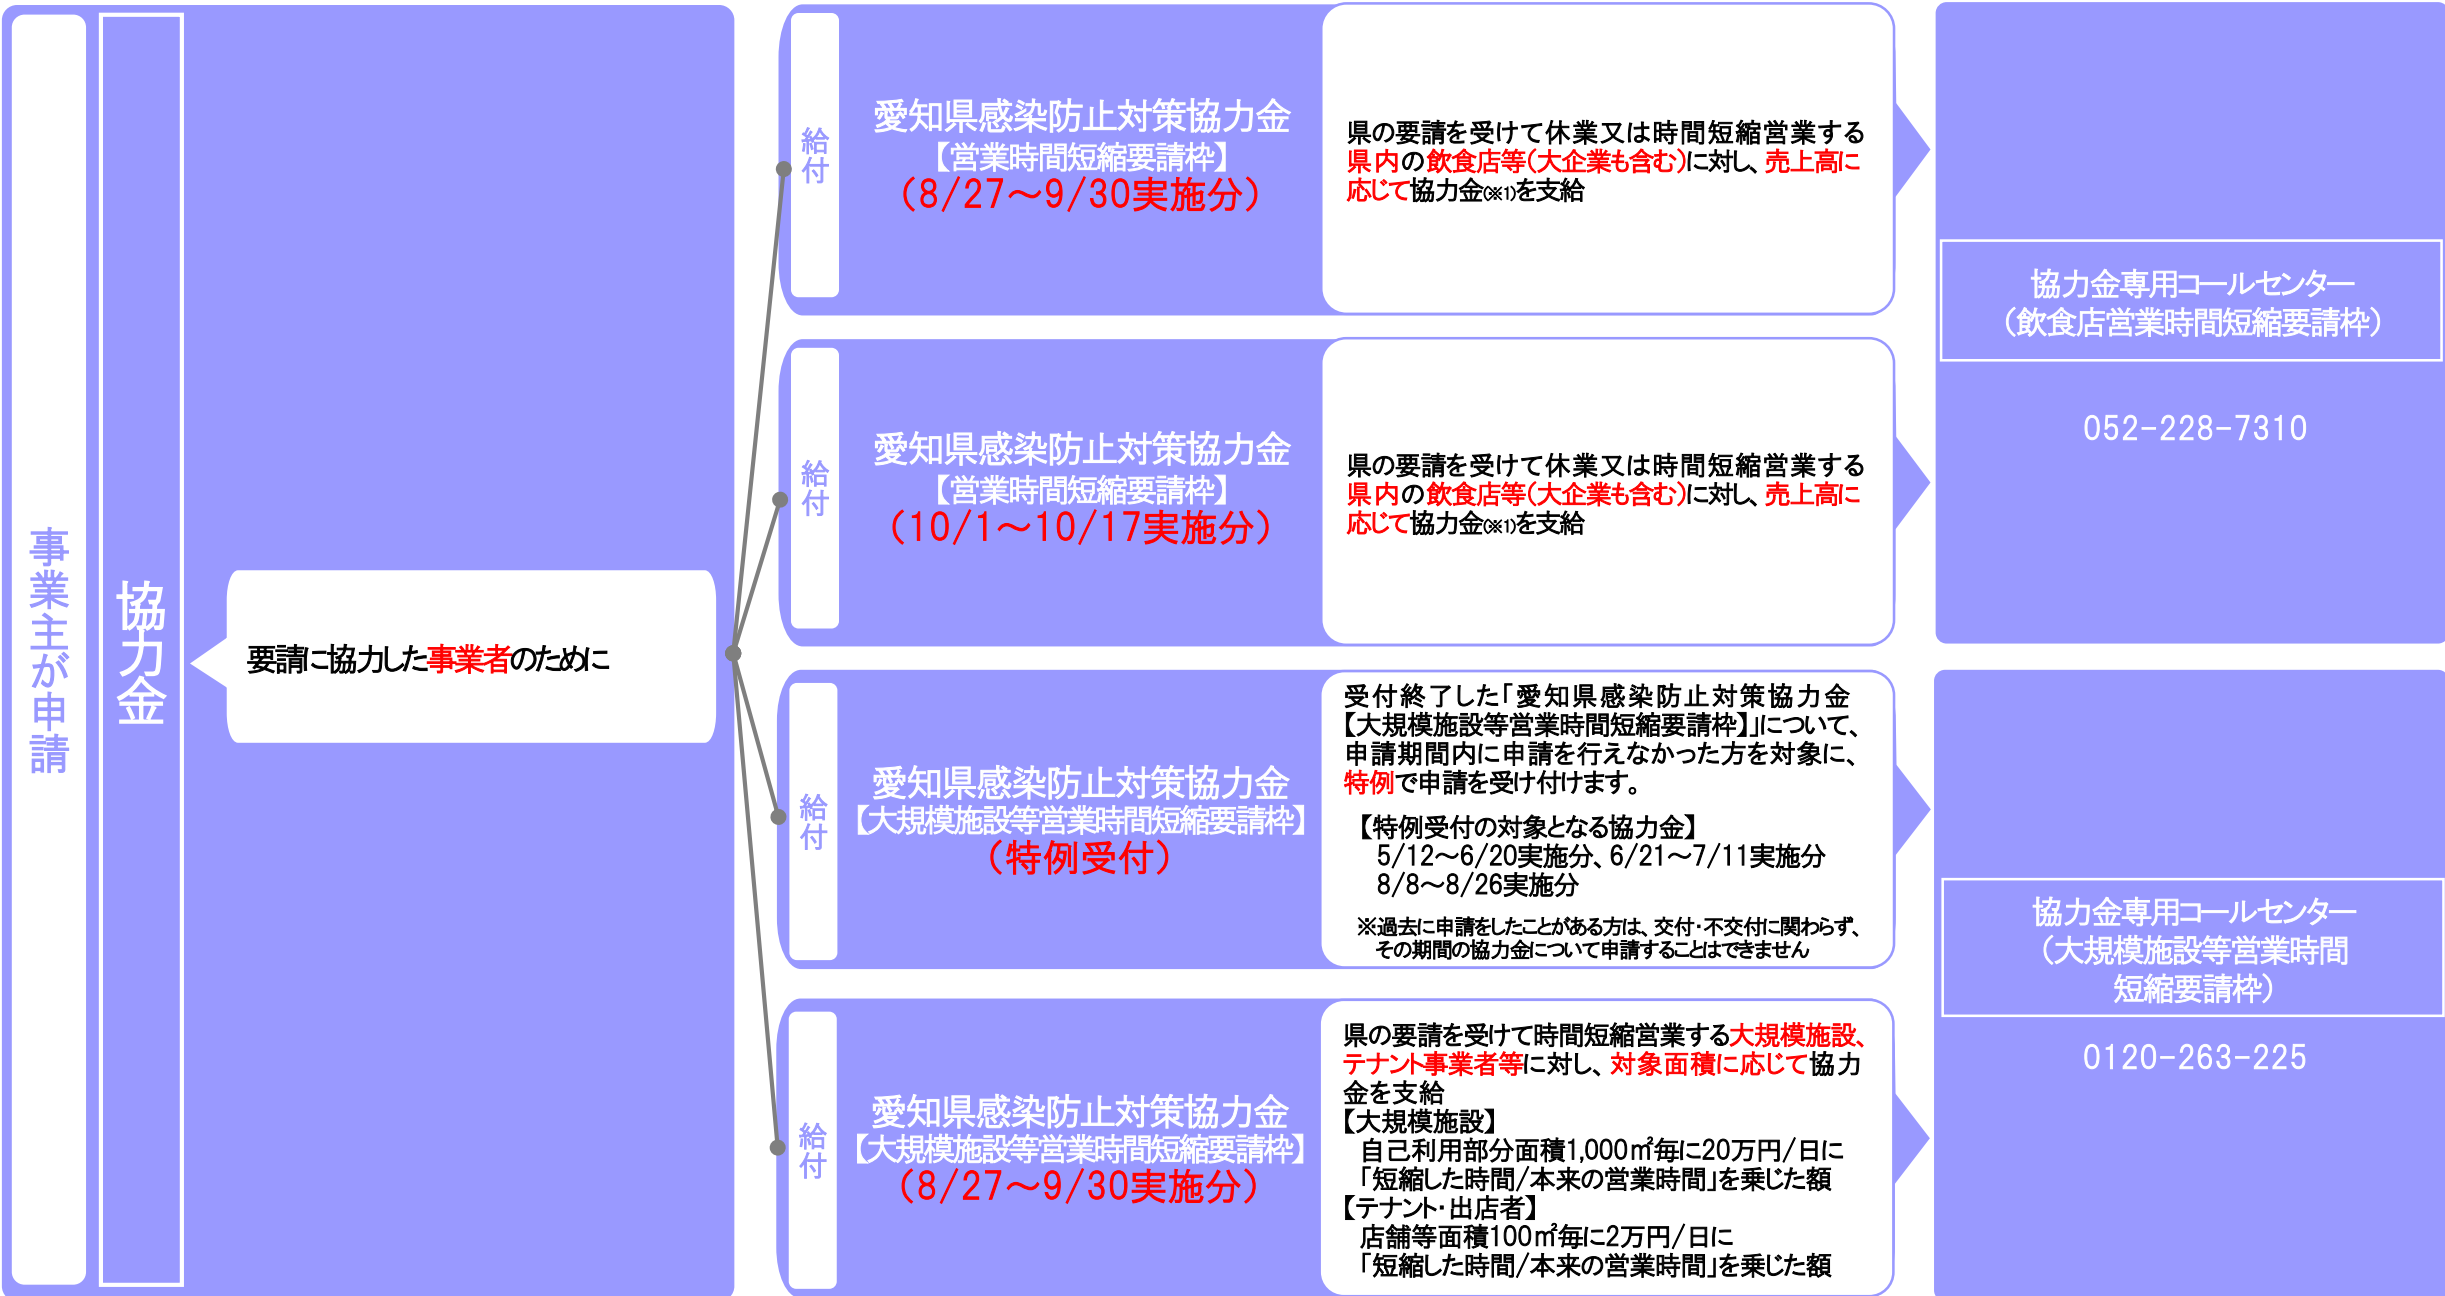 事業主が申請
協力金
要請に協力した事業者のために
給付
愛知県感染防止対策協力金
【営業時間短縮要請枠】
（8/27～9/30実施分）
県の要請を受けて休業又は時間短縮営業する
県内の飲食店等（大企業も含む）に対し、売上高に
応じて協力金（※1）を支給
給付
愛知県感染防止対策協力金
【営業時間短縮要請枠】
（10/1～10/17実施分）
県の要請を受けて休業又は時間短縮営業する
県内の飲食店等（大企業も含む）に対し、売上高に
応じて協力金（※1）を支給
協力金専用コールセンター
（飲食店営業時間短縮要請枠）
052-228-7310
給付
愛知県感染防止対策協力金
【大規模施設等営業時間短縮要請枠】
（特例受付）
受付終了した「愛知県感染防止対策協力金
【大規模施設等営業時間短縮要請枠】」について、
申請期間内に申請を行えなかった方を対象に、
特例で申請を受け付けます。
【特例受付の対象となる協力金】
5/12～6/20実施分、6/21～7/11実施分
8/8～8/26実施分
※過去に申請をしたことがある方は、交付・不交付に関わらず、
その期間の協力金について申請することはできません
給付
愛知県感染防止対策協力金
【大規模施設等営業時間短縮要請枠】
（8/27～9/30実施分）
県の要請を受けて時間短縮営業する大規模施設、
テナント事業者等に対し、対象面積に応じて協力
金を支給
【大規模施設】
自己利用部分面積1,000㎡毎に20万円/日に
「短縮した時間/本来の営業時間」を乗じた額
【テナント・出店者】
店舗等面積100㎡毎に2万円/日に
「短縮した時間/本来の営業時間」を乗じた額
協力金専用コールセンター
（大規模施設等営業時間
短縮要請枠）
0120-263-225